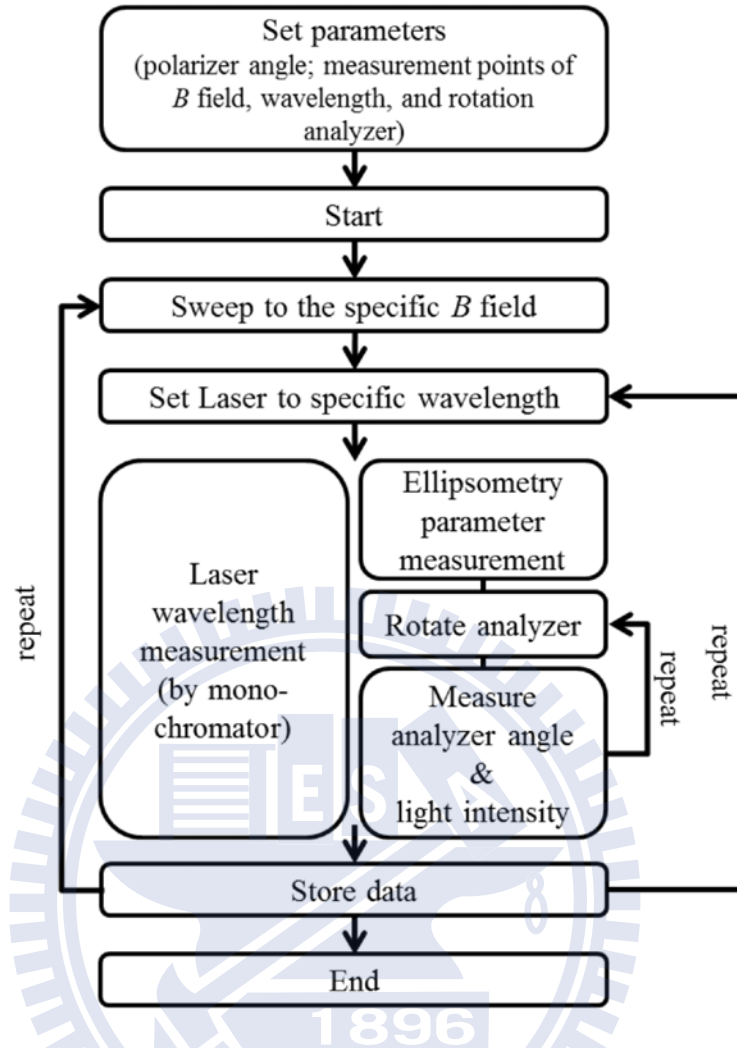 Set parameters
(polarizer angle; measurement points of
B field, wavelength, and rotation
analyzer)
Start
Sweep to the specific B field
Set Laser to specific wavelength
Laser
wavelength
measurement
(by mono-
chromator)
Ellipsometry
parameter
measurement
Rotate analyzer
Measure
analyzer angle
&
light intensity
repeat
repeat
repeat
Store data
End
ES
A
1896